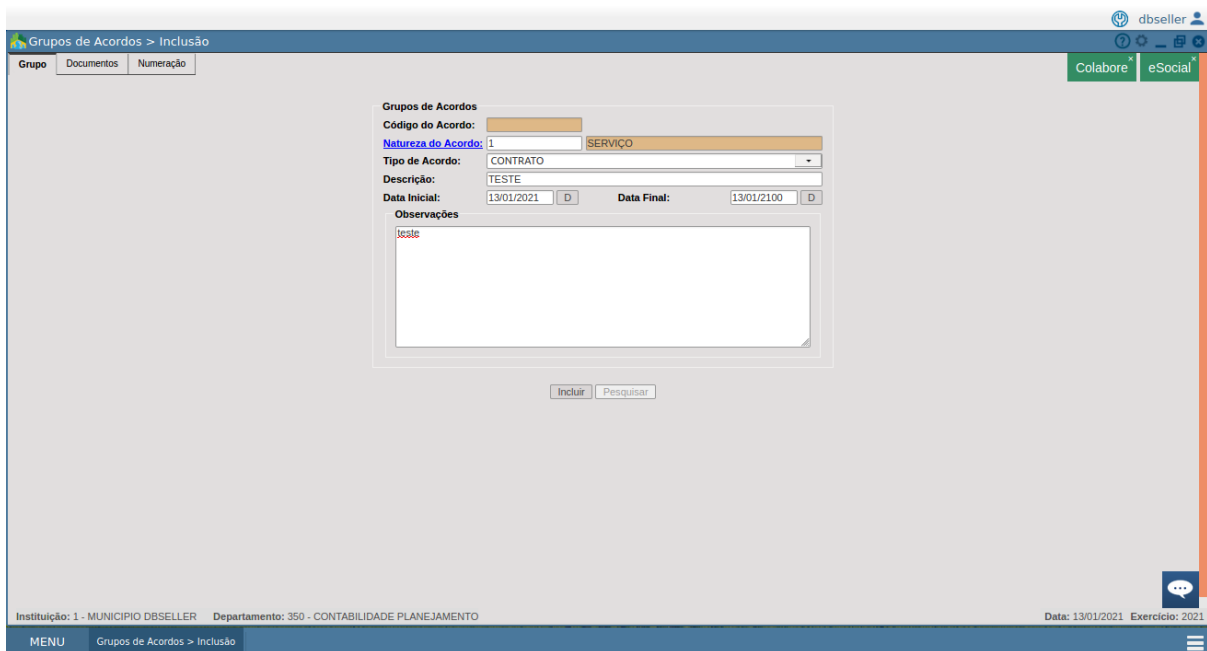 dbseller
Grupos de Acordos > Inclusão
Grupo Documentos Numeração
Colabore × eSocial ×
Grupos de Acordos
Código do Acordo:
Natureza do Acordo: 1 SERVIÇO
Tipo de Acordo: CONTRATO
Descrição: TESTE
Data Inicial: 13/01/2021 D Data Final: 13/01/2100 D
Observações
teste
Incluir Pesquisar
Instituição: 1 - MUNICIPIO DBSELLER Departamento: 350 - CONTABILIDADE PLANEJAMENTO Data: 13/01/2021 Exercício: 2021
MENU Grupos de Acordos > Inclusão